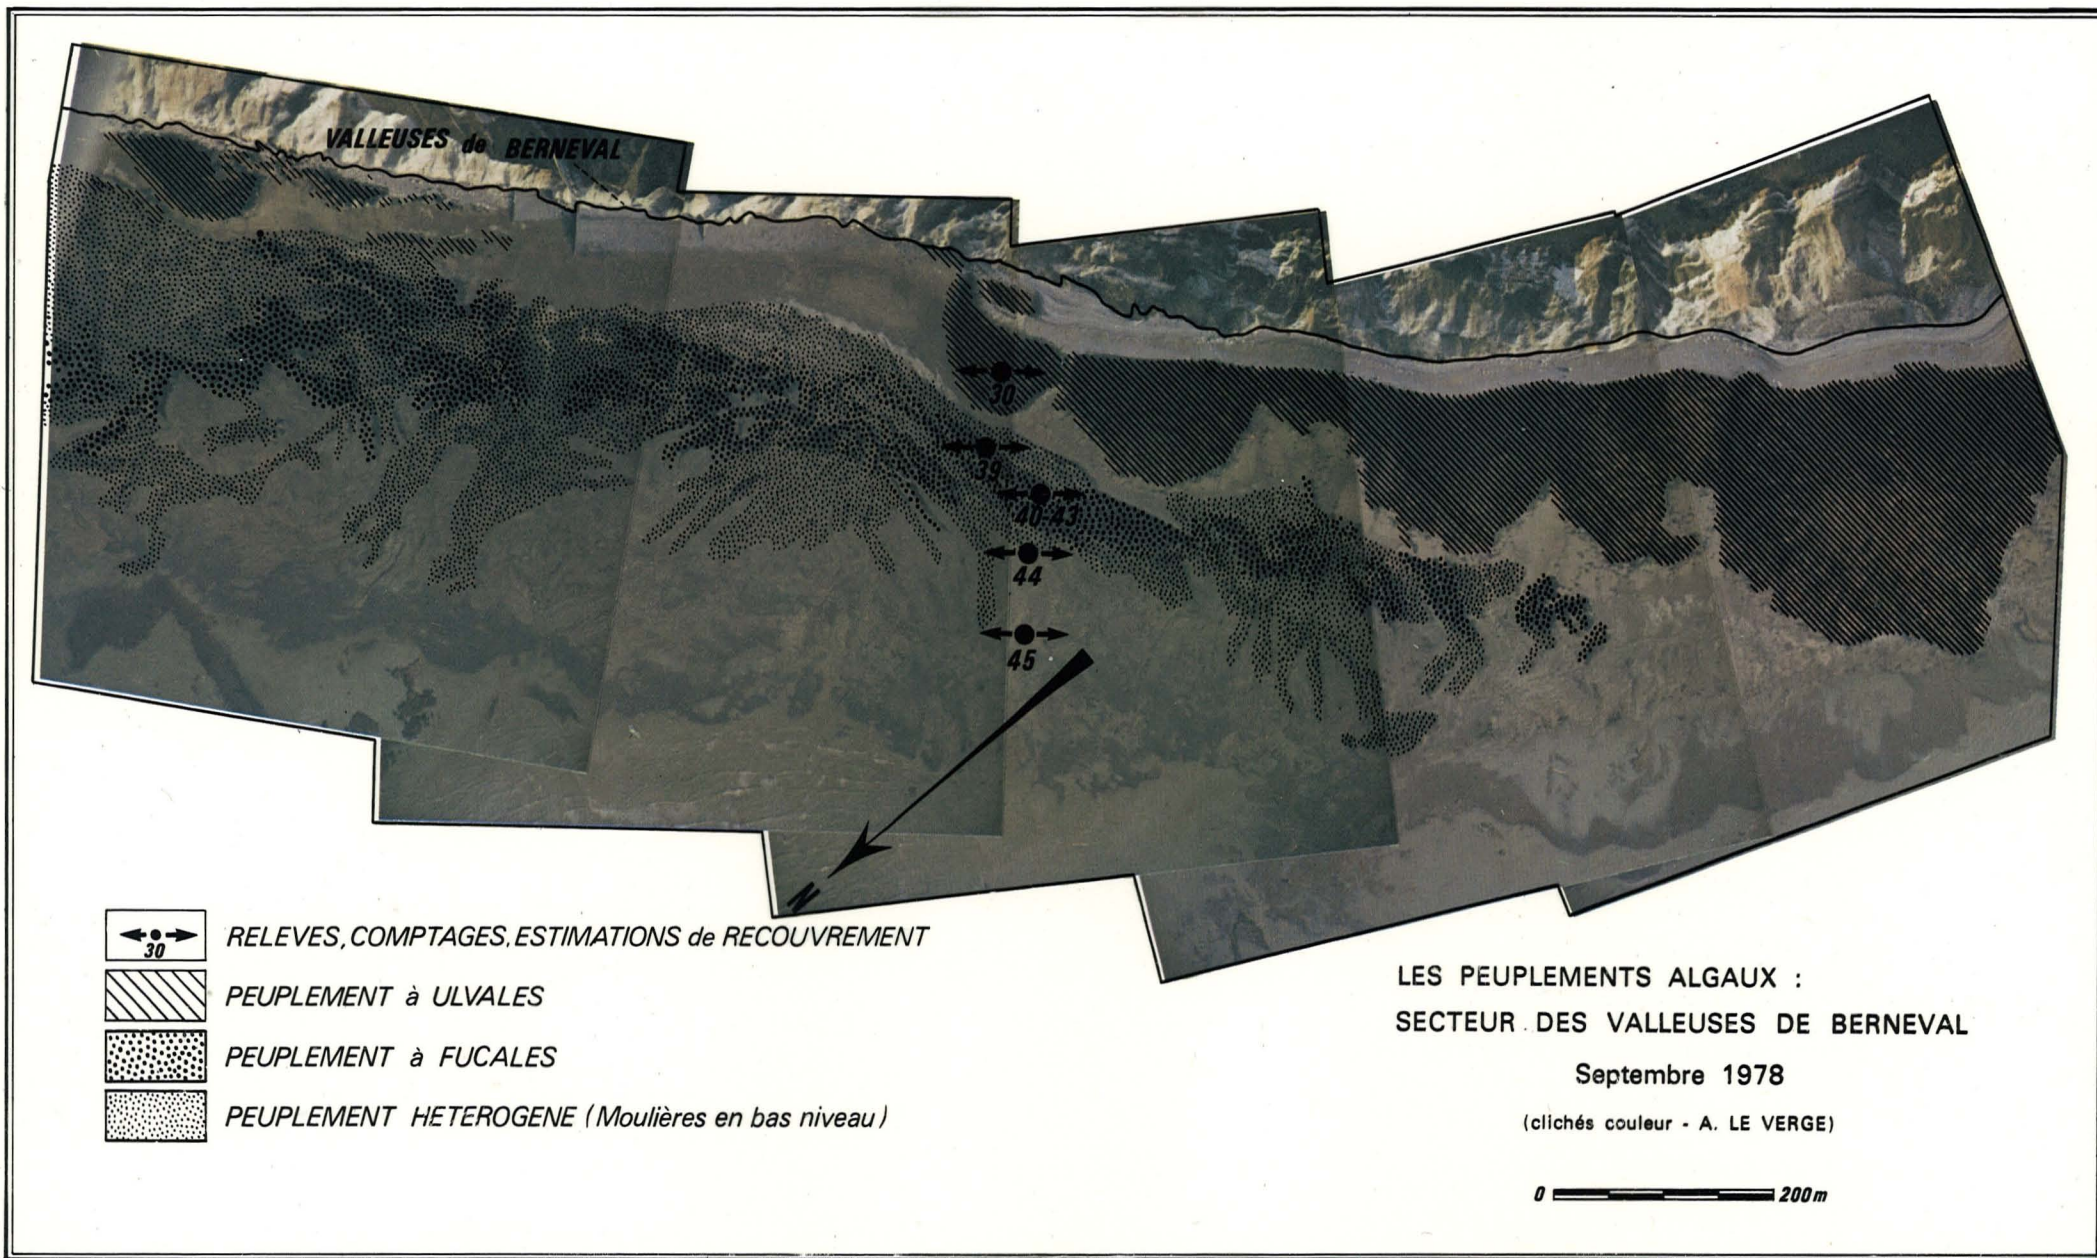 VALLEUSES de BERNEVAL
30
39
40-43
44
45
N
30
RELEVES, COMPTAGES, ESTIMATIONS de RECOUVREMENT
PEUPLEMENT à ULVALES
PEUPLEMENT à FUCALES
PEUPLEMENT HETEROGENE (Moulières en bas niveau)
LES PEUPLEMENTS ALGAUX :
SECTEUR DES VALLEUSES DE BERNEVAL
Septembre 1978
(clichés couleur - A. LE VERGE)
0 200m